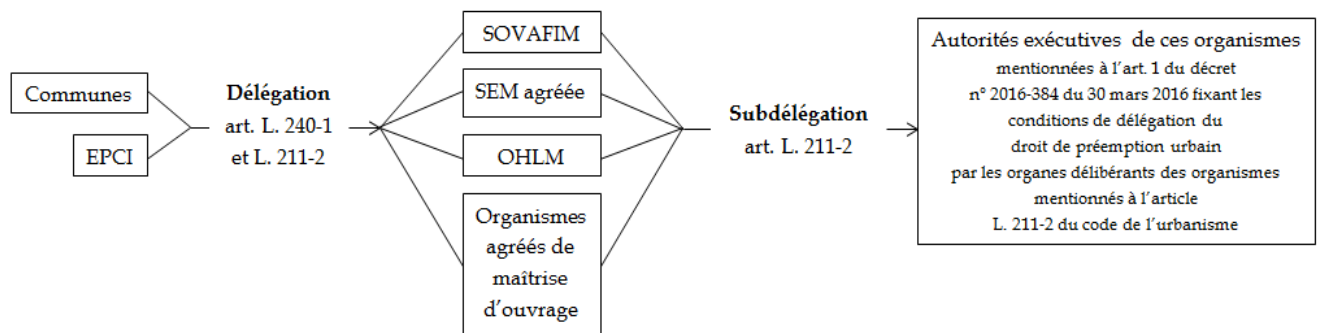 Communes
EPCI
Délégation
art. L. 240-1
et L. 211-2
SOVAFIM
SEM agréée
OHLM
Organismes
agréés de
maîtrise
d'ouvrage
Subdélégation
art. L. 211-2
Autorités exécutives de ces organismes
mentionnées à l'art. 1 du décret
n° 2016-384 du 30 mars 2016 fixant les
conditions de délégation du
droit de préemption urbain
par les organes délibérants des organismes
mentionnés à l'article
L. 211-2 du code de l'urbanisme